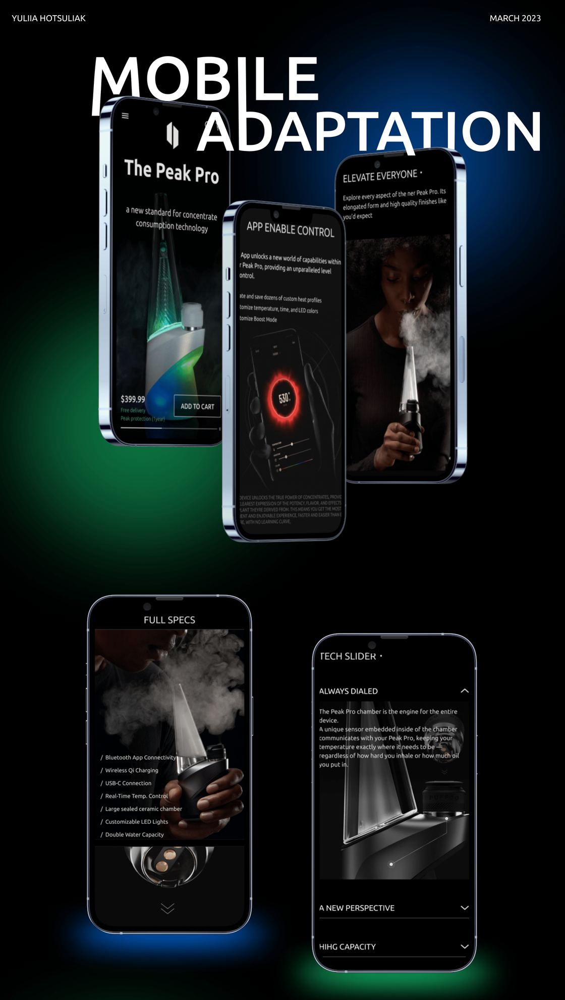 YULIIA HOTSULIAK
MARCH 2023
MOBILE
ADAPTATION
The Peak Pro
a new standard for concentrate
consumption technology
$399.99
Free delivery
Peak protection (1year)
ADD TO CART
APP ENABLE CONTROL
App unlocks a new world of capabilities within
r Peak Pro, providing an unparalleled level
ontrol.
ate and save dozens of custom heat profiles
tomize temperature, time, and LED colors
tomize Boost Mode
530°
TEMPERATURE
DURATION
COLOR
DEVICE UNLOCKS THE TRUE POWER OF CONCENTRATES, PROVID
LEAREST EXPRESSION OF THE POTENCY, FLAVOR, AND EFFECTS
LANT THEYRE DERIVED FROM. THIS MEANS YOU GET THE MOST
IENT AND ENJOYABLE EXPERIENCE, FASTER AND EASIER THAN E
RE, WITH NO LEARNING CURVE.
ELEVATE EVERYONE •
Explore every aspect of the ner Peak Pro. Its
elongated form and high quality finishes like
you'd expect
FULL SPECS
/ Bluetooth App Connectivity
/ Wireless Qi Charging
/ USB-C Connection
/ Real-Time Temp. Control
/ Large sealed ceramic chamber
/ Customizable LED Lights
/ Double Water Capacity
TECH SLIDER •
ALWAYS DIALED
The Peak Pro chamber is the engine for the entire
device.
A unique sensor embedded inside of the chamber
communicates with your Peak Pro, keeping your
temperature exactly where it needs to be —
regardless of how hard you inhale or how much oil
you put in.
PUFFCO
A NEW PERSPECTIVE
HIHG CAPACITY